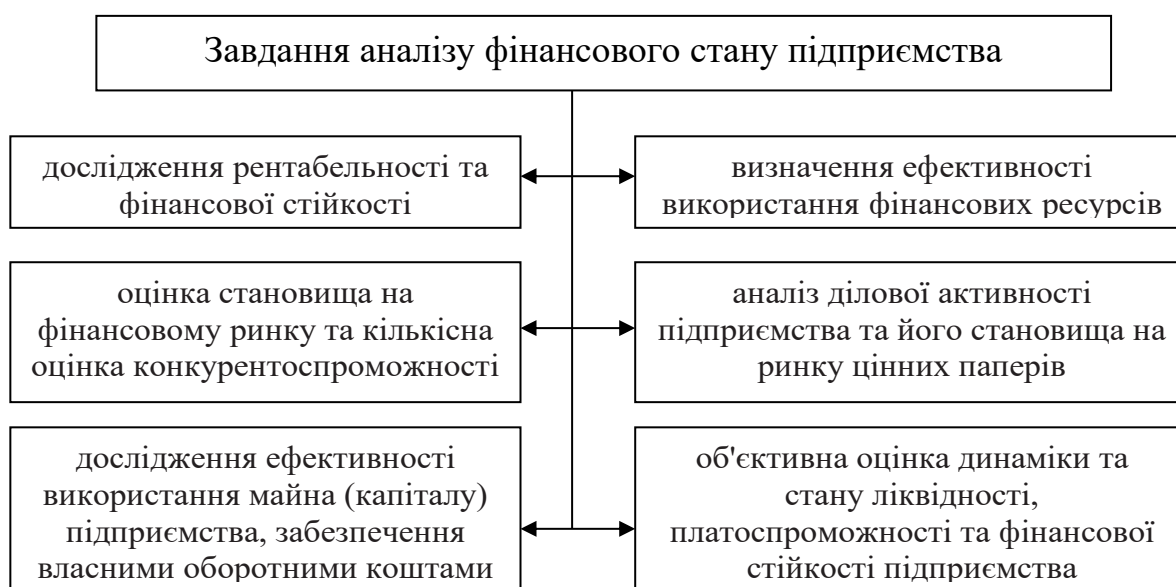 Завдання аналізу фінансового стану підприємства
дослідження рентабельності та
фінансової стійкості
визначення ефективності
використання фінансових ресурсів
оцінка становища на
фінансовому ринку та кількісна
оцінка конкурентоспроможності
аналіз ділової активності
підприємства та його становища на
ринку цінних паперів
дослідження ефективності
використання майна (капіталу)
підприємства, забезпечення
власними оборотними коштами
об'єктивна оцінка динаміки та
стану ліквідності,
платоспроможності та фінансової
стійкості підприємства